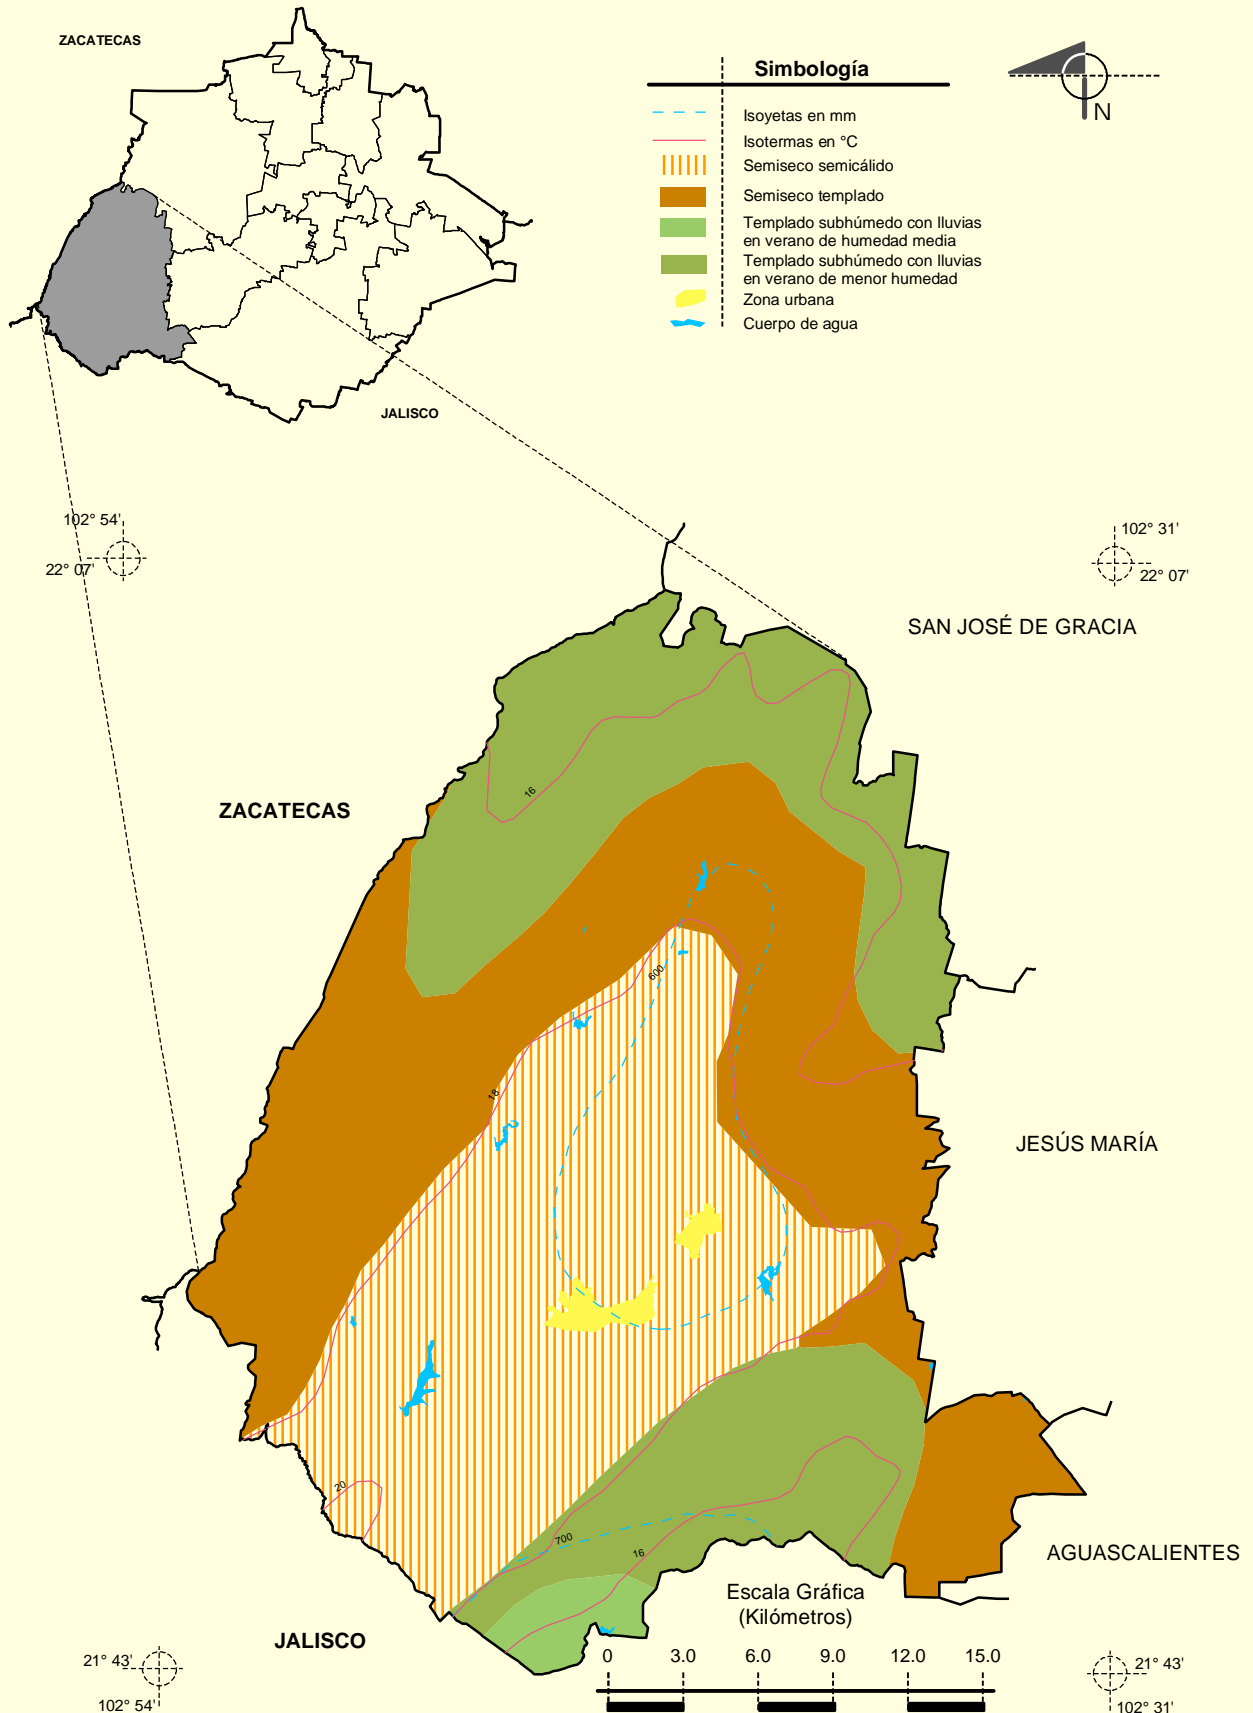 ZACATECAS
JALISCO
Simbología
Isoyetas en mm
Isotermas en °C
Semiseco semicálido
Semiseco templado
Templado subhúmedo con lluvias
en verano de humedad media
Templado subhúmedo con lluvias
en verano de menor humedad
Zona urbana
Cuerpo de agua
N
102° 54'
22° 07'
102° 31'
22° 07'
SAN JOSÉ DE GRACIA
ZACATECAS
16
600
18
JESÚS MARÍA
20
700
16
AGUASCALIENTES
JALISCO
Escala Gráfica
(Kilómetros)
0 3.0 6.0 9.0 12.0 15.0
21° 43'
102° 54'
21° 43'
102° 31'